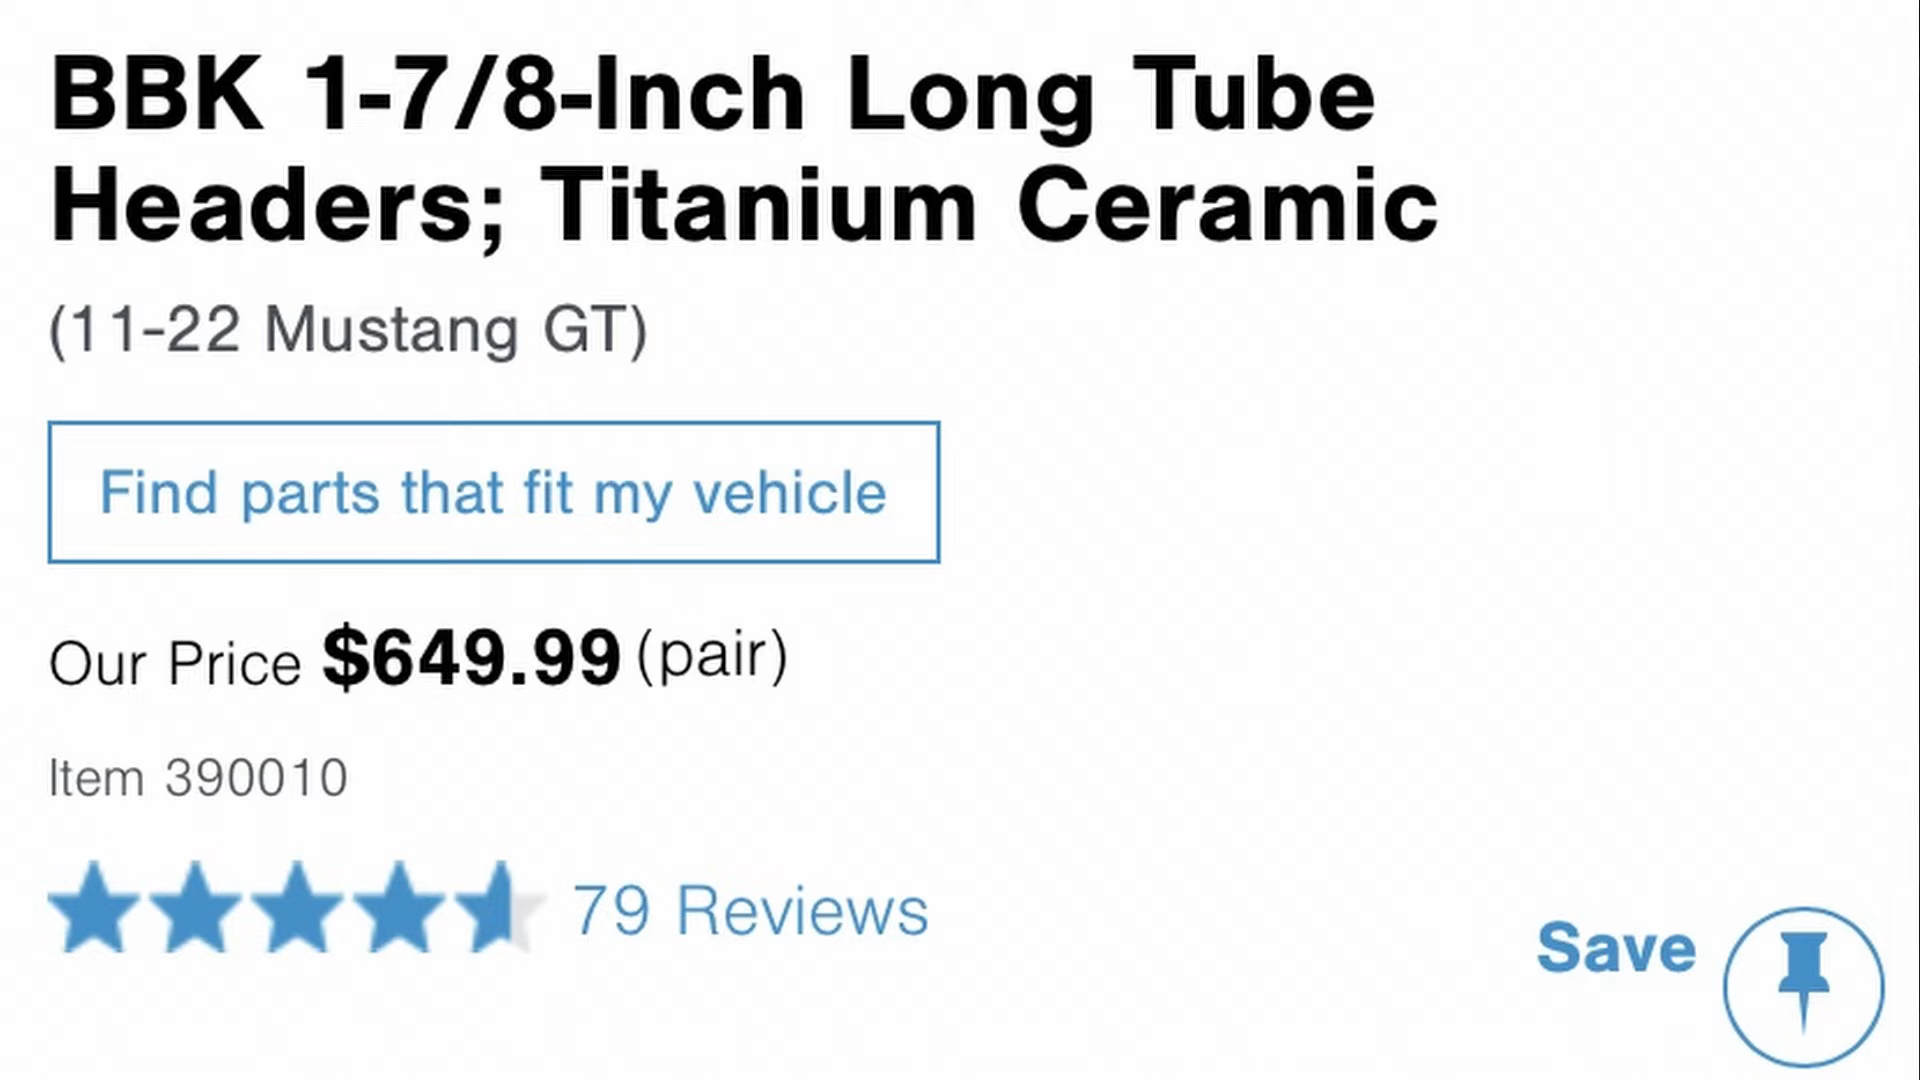 BBK 1-7/8-Inch Long Tube
Headers; Titanium Ceramic
(11-22 Mustang GT)
Find parts that fit my vehicle
Our Price $649.99 (pair)
Item 390010
79 Reviews
Save